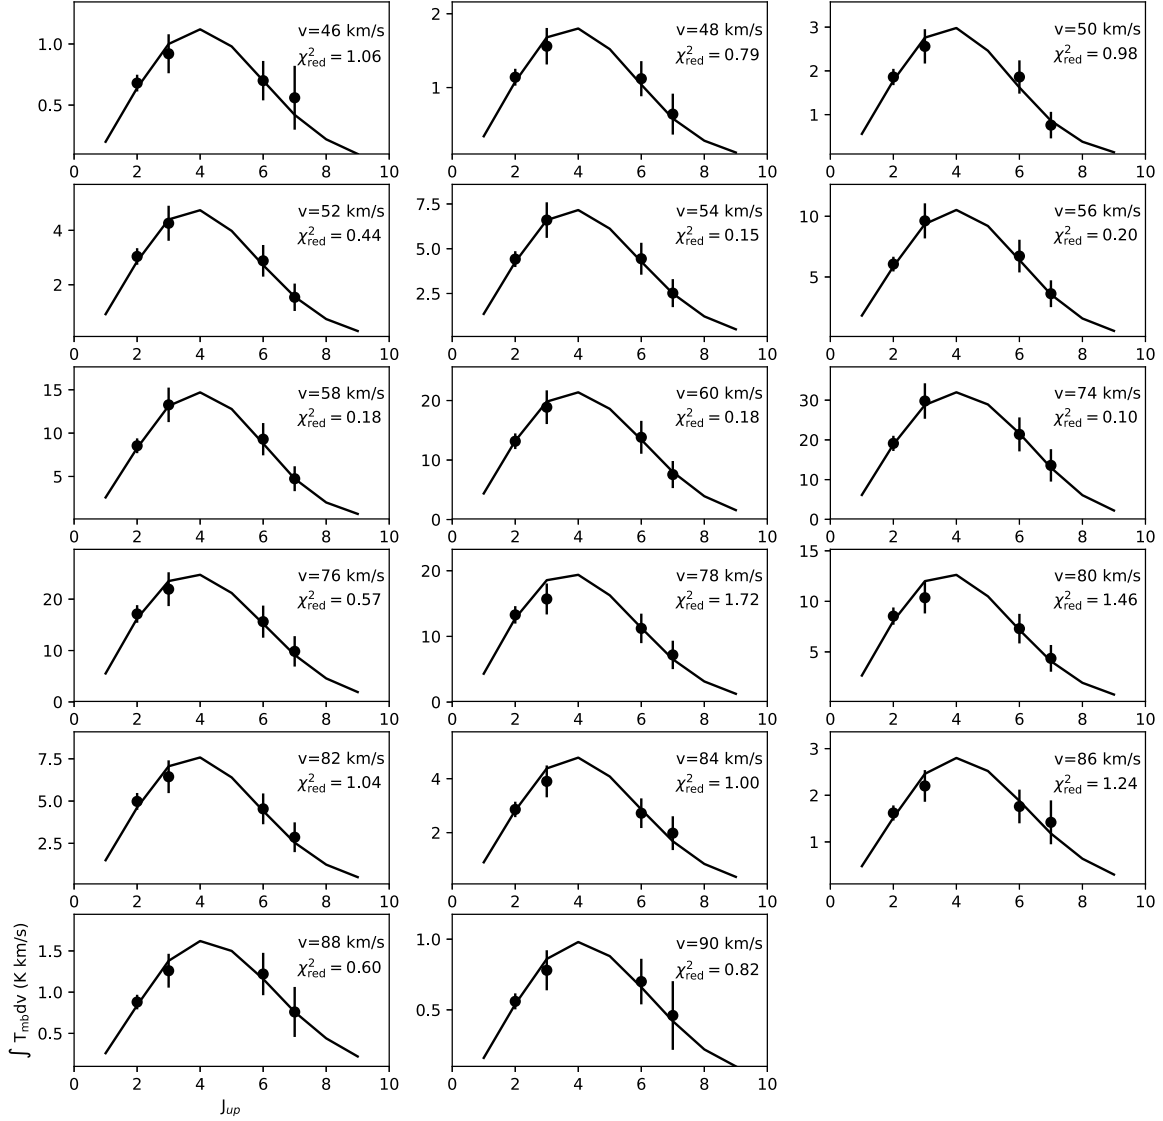 v=46 km/s
χ²red = 1.06
1.0
0.5
0 2 4 6 8 10
v=48 km/s
χ²red = 0.79
2
1
0 2 4 6 8 10
v=50 km/s
χ²red = 0.98
3
2
1
0 2 4 6 8 10
v=52 km/s
χ²red = 0.44
4
2
0 2 4 6 8 10
v=54 km/s
χ²red = 0.15
7.5
5.0
2.5
0 2 4 6 8 10
v=56 km/s
χ²red = 0.20
10
5
0 2 4 6 8 10
v=58 km/s
χ²red = 0.18
15
10
5
0 2 4 6 8 10
v=60 km/s
χ²red = 0.18
20
10
0
0 2 4 6 8 10
v=74 km/s
χ²red = 0.10
30
20
10
0
0 2 4 6 8 10
v=76 km/s
χ²red = 0.57
20
10
0
0 2 4 6 8 10
v=78 km/s
χ²red = 1.72
20
10
0
0 2 4 6 8 10
v=80 km/s
χ²red = 1.46
15
10
5
0 2 4 6 8 10
v=82 km/s
χ²red = 1.04
7.5
5.0
2.5
0 2 4 6 8 10
v=84 km/s
χ²red = 1.00
4
2
0 2 4 6 8 10
v=86 km/s
χ²red = 1.24
3
2
1
0 2 4 6 8 10
v=88 km/s
χ²red = 0.60
1.5
1.0
0.5
0 2 4 6 8 10
∫ Tmbdv (K km/s)
Jup
v=90 km/s
χ²red = 0.82
1.0
0.5
0 2 4 6 8 10